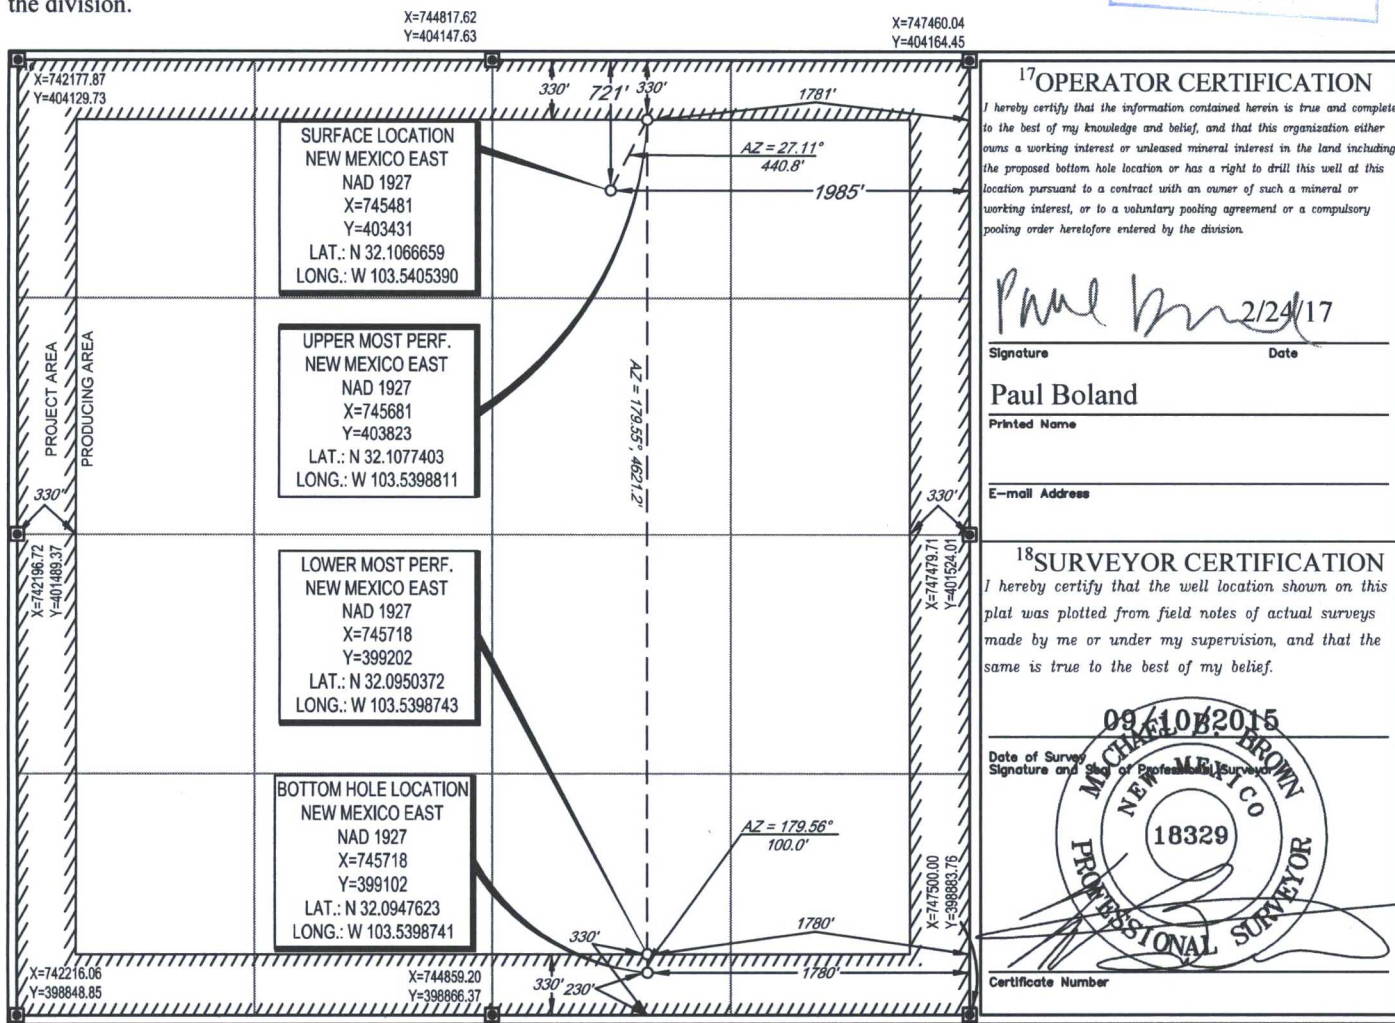 the division.
X=744817.62
Y=404147.63
X=747460.04
Y=404164.45
X=742177.87
Y=404129.73
330'
721'
330'
1781'
SURFACE LOCATION
NEW MEXICO EAST
NAD 1927
X=745481
Y=403431
LAT.: N 32.1066659
LONG.: W 103.5405390
AZ = 27.11°
440.8'
1985'
UPPER MOST PERF.
NEW MEXICO EAST
NAD 1927
X=745681
Y=403823
LAT.: N 32.1077403
LONG.: W 103.5398811
PROJECT AREA
PRODUCING AREA
AZ = 179.55°, 4621.2'
330'
330'
X=742196.72
Y=401489.37
X=747479.71
Y=401524.01
LOWER MOST PERF.
NEW MEXICO EAST
NAD 1927
X=745718
Y=399202
LAT.: N 32.0950372
LONG.: W 103.5398743
BOTTOM HOLE LOCATION
NEW MEXICO EAST
NAD 1927
X=745718
Y=399102
LAT.: N 32.0947623
LONG.: W 103.5398741
AZ = 179.56°
100.0'
X=747500.00
Y=398883.76
330'
1780'
1780'
330'
230'
X=742216.06
Y=398848.85
X=744859.20
Y=398866.37
17 OPERATOR CERTIFICATION
I hereby certify that the information contained herein is true and complete
to the best of my knowledge and belief, and that this organization either
owns a working interest or unleased mineral interest in the land including
the proposed bottom hole location or has a right to drill this well at this
location pursuant to a contract with an owner of such a mineral or
working interest, or to a voluntary pooling agreement or a compulsory
pooling order heretofore entered by the division.
2/24/17
Signature Date
Paul Boland
Printed Name
E-mail Address
18 SURVEYOR CERTIFICATION
I hereby certify that the well location shown on this
plat was plotted from field notes of actual surveys
made by me or under my supervision, and that the
same is true to the best of my belief.
09/10/2015
Date of Survey
Signature and Seal of Professional Surveyor
MICHAEL B. BROWN
NEW MEXICO
18329
PROFESSIONAL SURVEYOR
Certificate Number